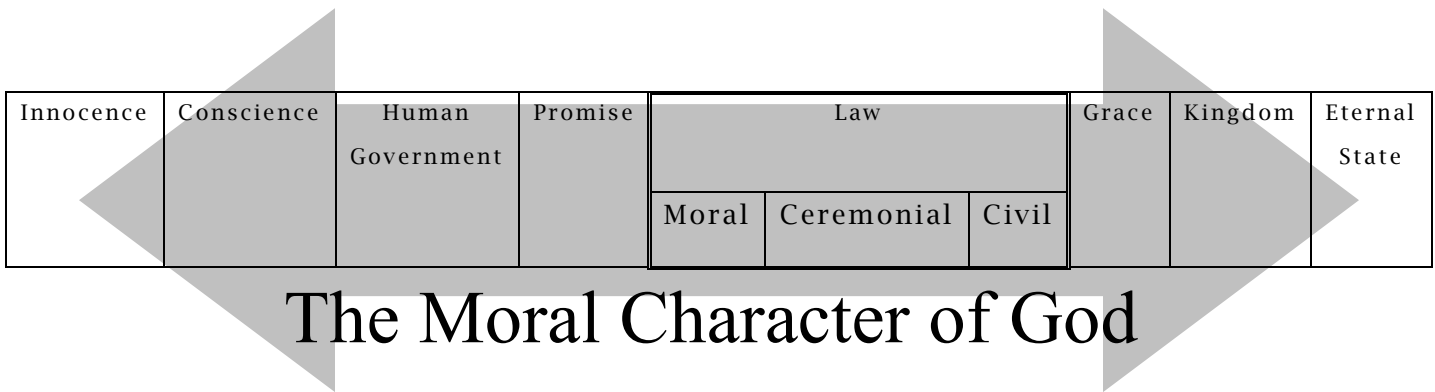 Innocence
Conscience
Human
Government
Promise
Law
Moral
Ceremonial
Civil
Grace
Kingdom
Eternal
State
The Moral Character of God